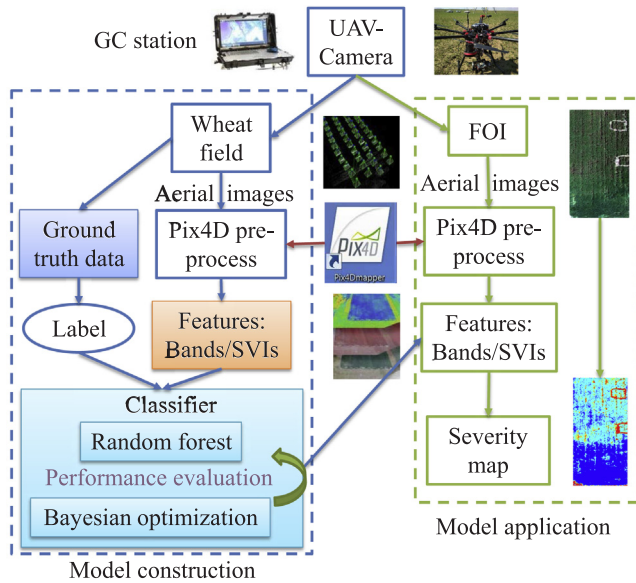 GC station
UAV-
Camera
Wheat
field
FOI
Aerial images
Aerial images
Ground
truth data
Pix4D pre-
process
PIX4D
Pix4Dmapper
Pix4D pre-
process
Label
Features:
Bands/SVIs
Features:
Bands/SVIs
Classifier
Random forest
Performance evaluation
Bayesian optimization
Severity
map
Model application
Model construction